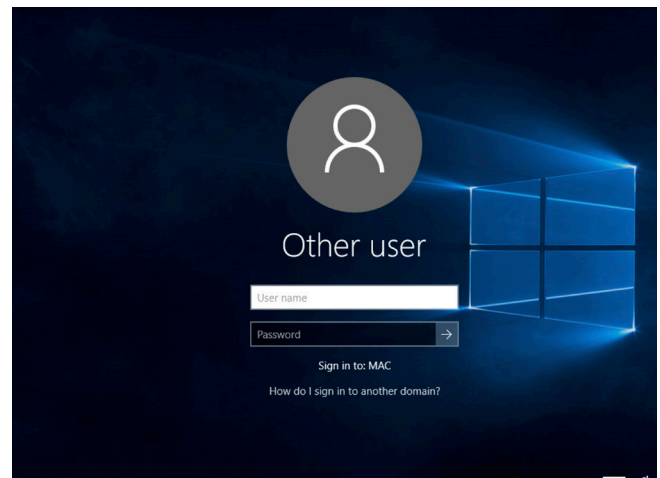 Other user
User name
Password
Sign in to: MAC
How do I sign in to another domain?